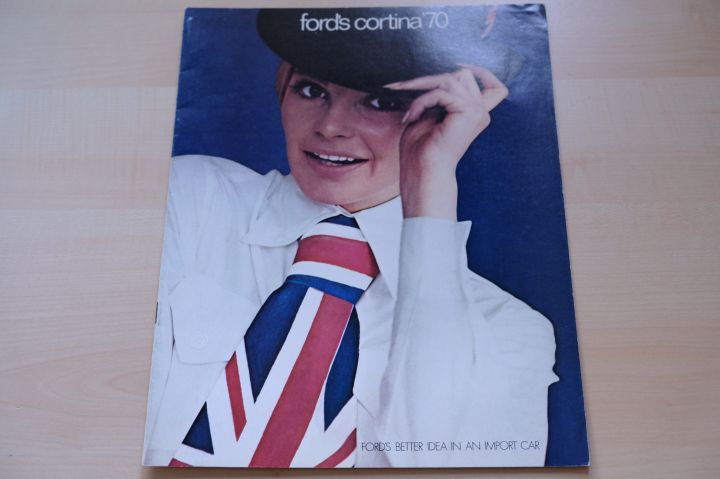 ford's cortina '70
FORD'S BETTER IDEA IN AN IMPORT CAR